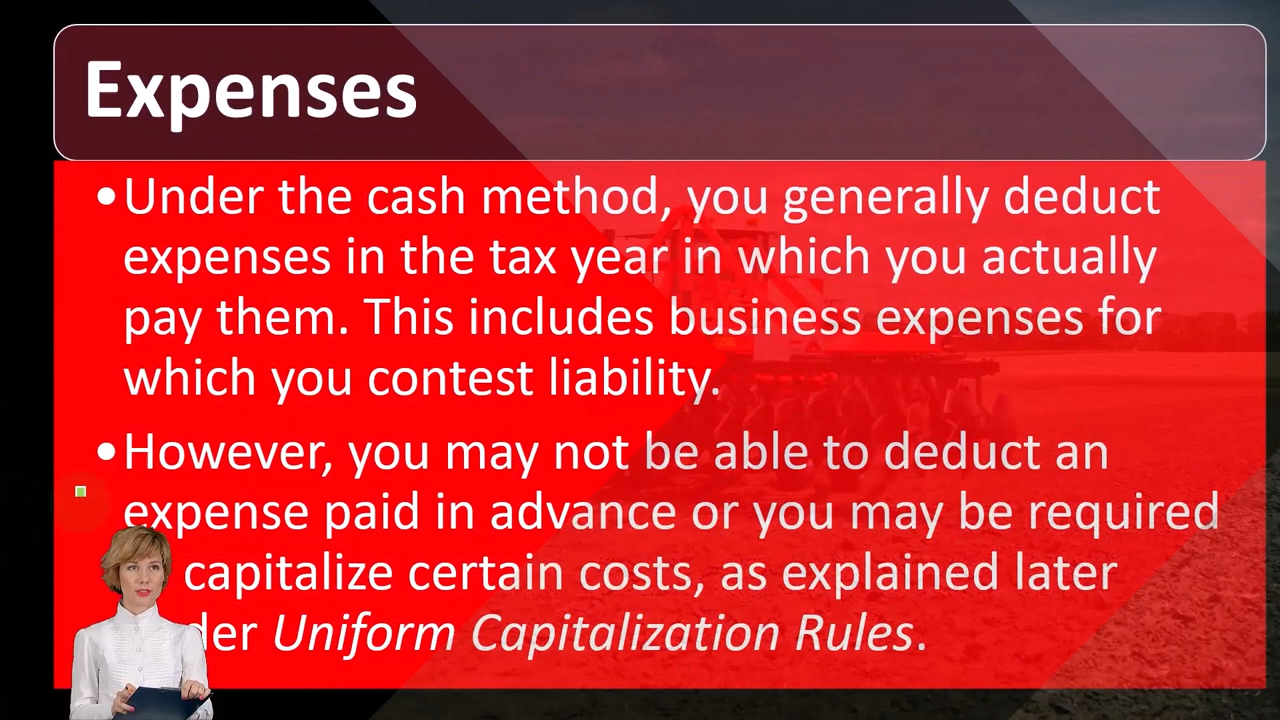 Expenses
•Under the cash method, you generally deduct
expenses in the tax year in which you actually
pay them. This includes business expenses for
which you contest liability.
•However, you may not be able to deduct an
expense paid in advance or you may be required
capitalize certain costs, as explained later
der Uniform Capitalization Rules.